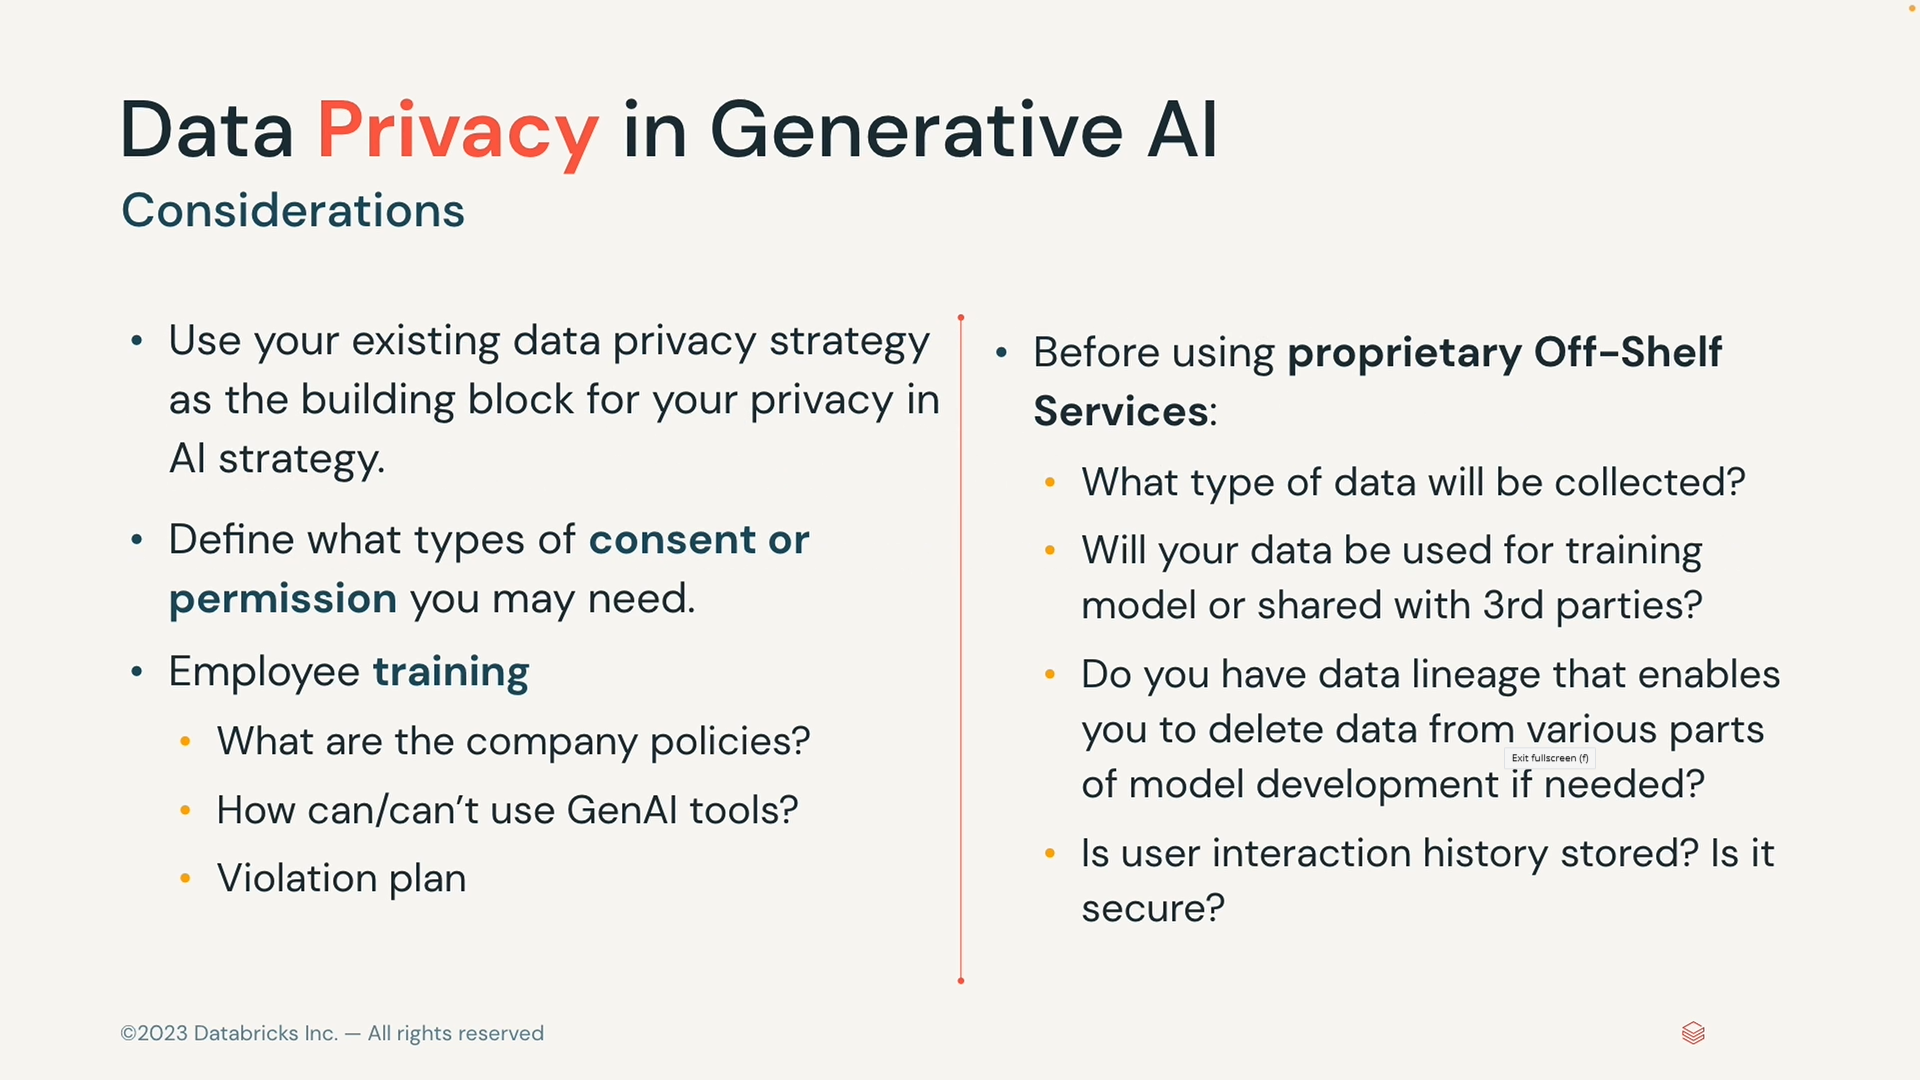 Data Privacy in Generative AI
Considerations
• Use your existing data privacy strategy
as the building block for your privacy in
AI strategy.
• Define what types of consent or
permission you may need.
• Employee training
• What are the company policies?
• How can/can’t use GenAI tools?
• Violation plan
• Before using proprietary Off-Shelf
Services:
• What type of data will be collected?
• Will your data be used for training
model or shared with 3rd parties?
• Do you have data lineage that enables
you to delete data from various parts
Exit fullscreen (f)
of model development if needed?
• Is user interaction history stored? Is it
secure?
©2023 Databricks Inc. — All rights reserved